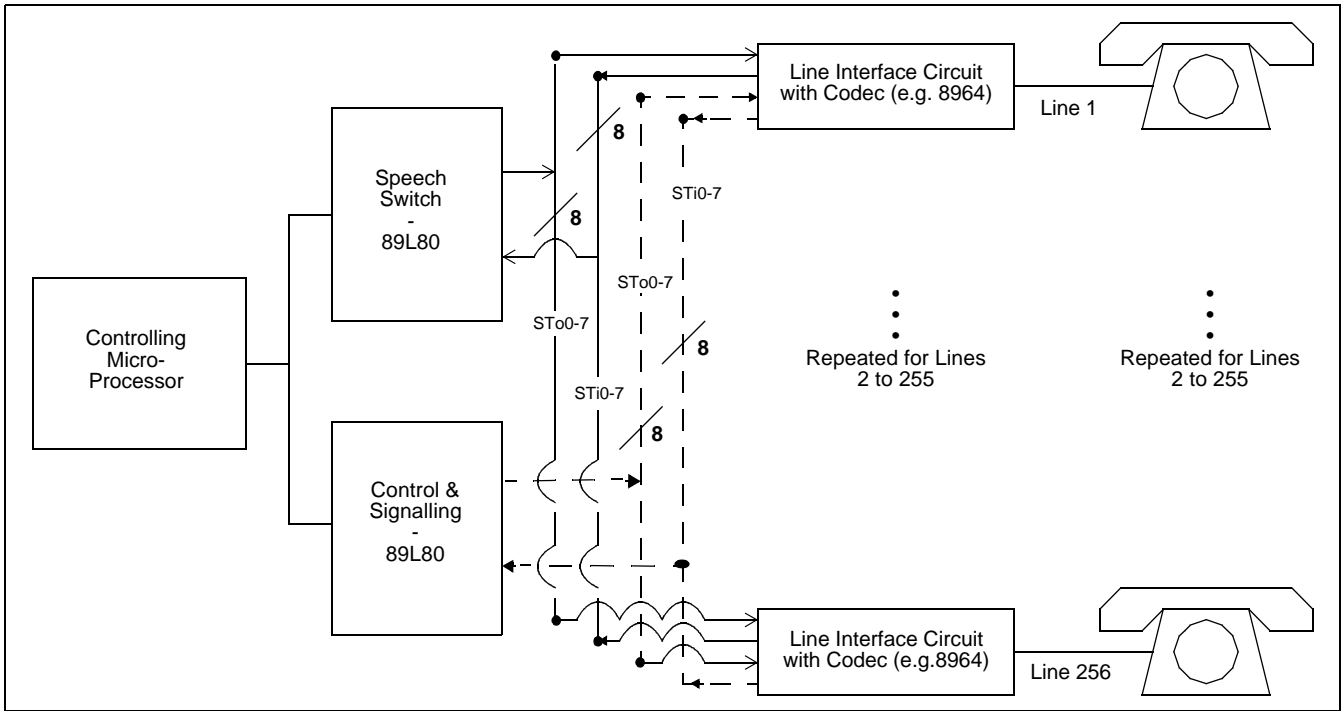 Controlling
Micro-
Processor
Speech
Switch
-
89L80
Control &
Signalling
-
89L80
8
8
STo0-7
STi0-7
STo0-7
STi0-7
8
8
Line Interface Circuit
with Codec (e.g. 8964)
Line 1
Repeated for Lines
2 to 255
Repeated for Lines
2 to 255
Line Interface Circuit
with Codec (e.g.8964)
Line 256